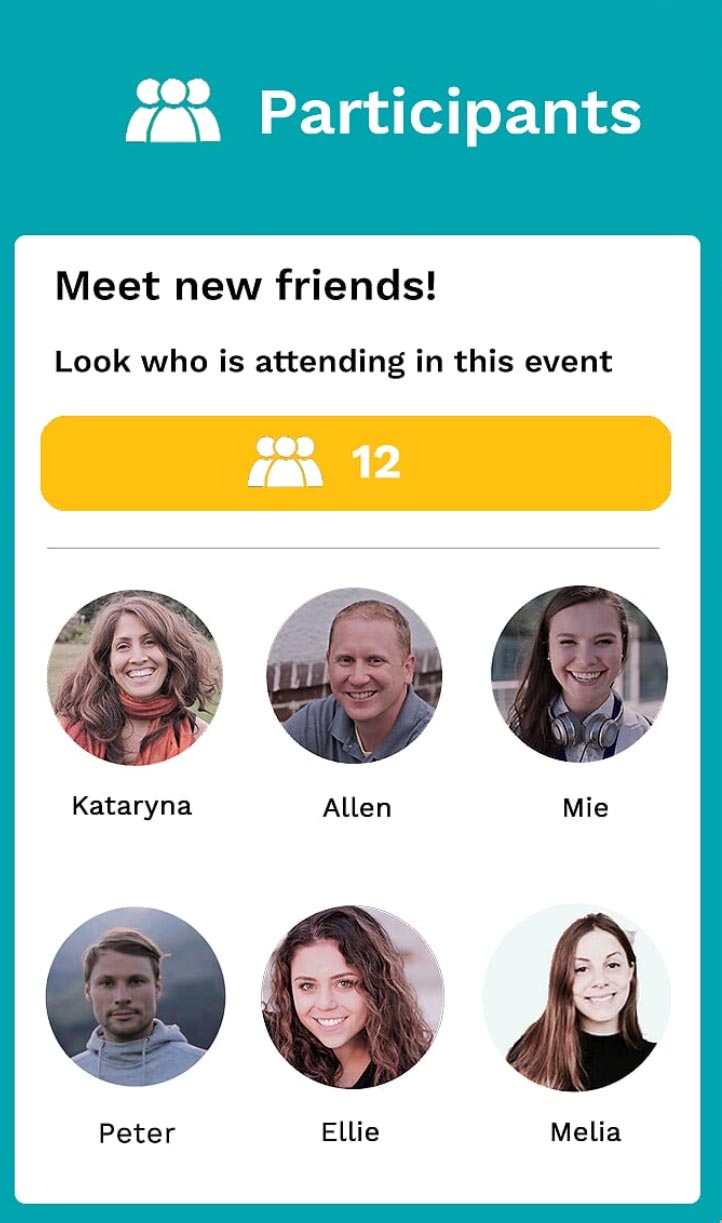 Participants
Meet new friends!
Look who is attending in this event
12
Kataryna Allen Mie
Peter Ellie Melia